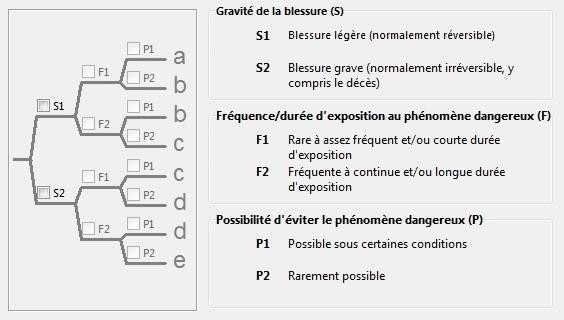 P1 a
F1
P2 b
S1
P1 b
F2
P2 c
P1 c
F1
P2 d
S2
P1 d
F2
P2 e
Gravité de la blessure (S)
S1 Blessure légère (normalement réversible)
S2 Blessure grave (normalement irréversible, y
compris le décès)
Fréquence/durée d'exposition au phénomène dangereux (F)
F1 Rare à assez fréquent et/ou courte durée
d'exposition
F2 Fréquente à continue et/ou longue durée
d'exposition
Possibilité d'éviter le phénomène dangereux (P)
P1 Possible sous certaines conditions
P2 Rarement possible